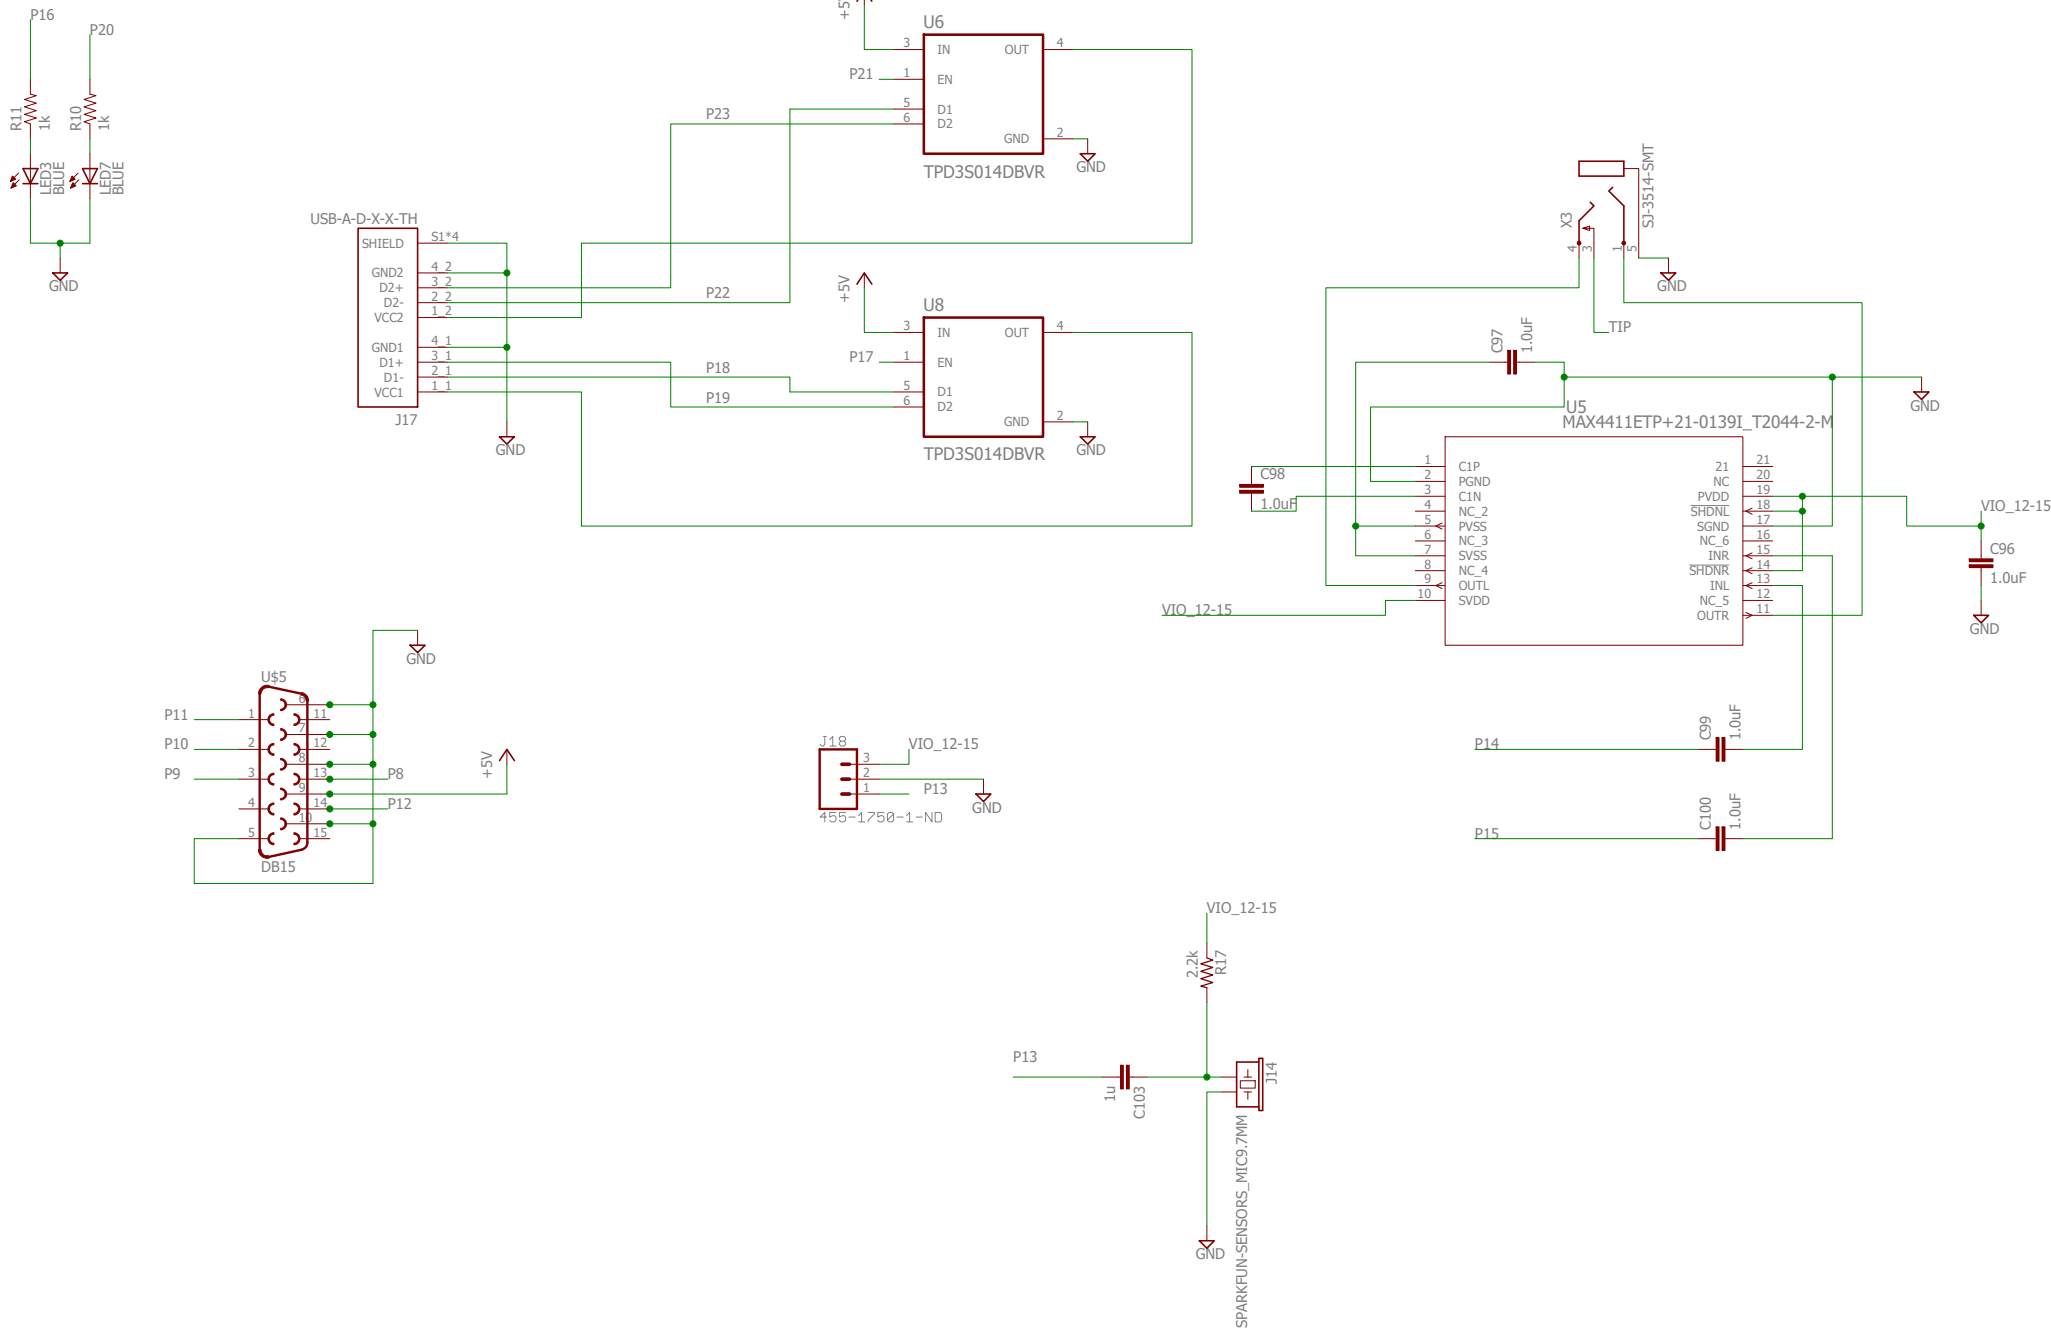 P16
P20
R11
1k
R10
1k
LED3
BLUE
LED7
BLUE
GND
+5V
U6
3
IN
OUT
4
P21
1
EN
5
D1
6
D2
GND
2
GND
TPD3S014DBVR
P23
P22
USB-A-D-X-X-TH
SHIELD
S1*4
GND2
4_2
D2+
3_2
D2-
2_2
VCC2
1_2
GND1
4_1
D1+
3_1
D1-
2_1
VCC1
1_1
J17
GND
+5V
U8
3
IN
OUT
4
P17
1
EN
5
D1
6
D2
GND
2
GND
TPD3S014DBVR
P18
P19
X3
SJ-3514-SMT
4
3
1
5
GND
TIP
C97
1.0uF
GND
U5
MAX4411ETP+21-0139I_T2044-2-M
1
C1P
21
21
2
PGND
NC
20
3
C1N
PVDD
19
4
NC_2
SHDNL
18
5
PVSS
SGND
17
6
NC_3
NC_6
16
7
SVSS
INR
15
8
NC_4
SHDNR
14
9
OUTL
INL
13
10
SVDD
NC_5
12
OUTR
11
C98
1.0uF
VIO_12-15
VIO_12-15
C96
1.0uF
GND
P14
C99
1.0uF
P15
C100
1.0uF
GND
U$5
P11
1
6
11
P10
2
7
12
P9
3
8
13
P8
4
9
14
P12
5
10
15
DB15
+5V
J18
3
VIO_12-15
2
1
P13
GND
455-1750-1-ND
VIO_12-15
2.2k
R17
P13
1u
C103
J14
GND
SPARKFUN-SENSORS_MIC9.7MM